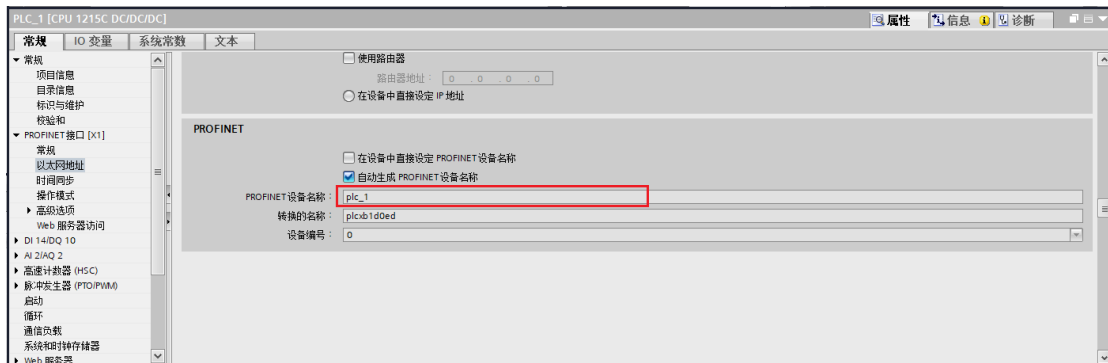 PLC_1 [CPU 1215C DC/DC/DC]
属性 信息 诊断
常规 IO 变量 系统常数 文本
常规
项目信息
目录信息
标识与维护
校验和
PROFINET接口 [X1]
常规
以太网地址
时间同步
操作模式
高级选项
Web 服务器访问
DI 14/DQ 10
AI 2/AQ 2
高速计数器 (HSC)
脉冲发生器 (PTO/PWM)
启动
循环
通信负载
系统和时钟存储器
Web 服务器
使用路由器
路由器地址： 0 . 0 . 0 . 0
在设备中直接设定 IP 地址
PROFINET
在设备中直接设定 PROFINET 设备名称
自动生成 PROFINET 设备名称
PROFINET设备名称： plc_1
转换的名称： plcxb1d0ed
设备编号： 0